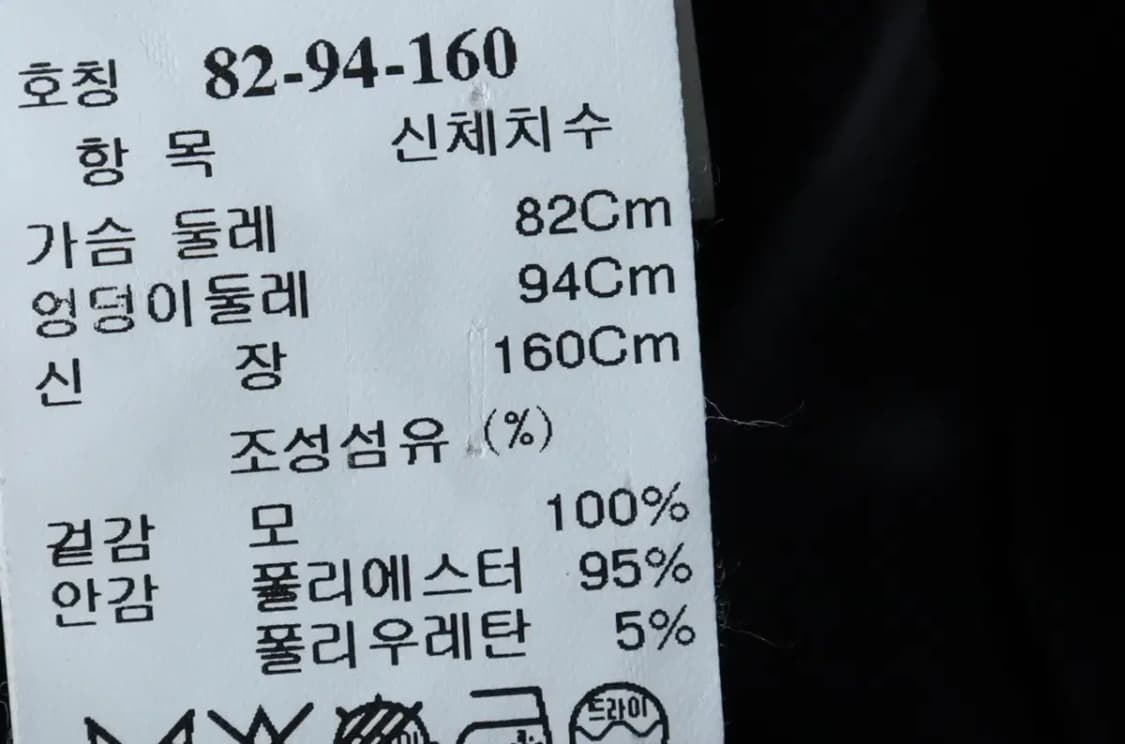 호칭 82-94-160
항 목 신체치수
가슴 둘레 82Cm
엉덩이둘레 94Cm
신 장 160Cm
조성섬유 (%)
겉감 모 100%
안감 폴리에스터 95%
폴리우레탄 5%
드라이